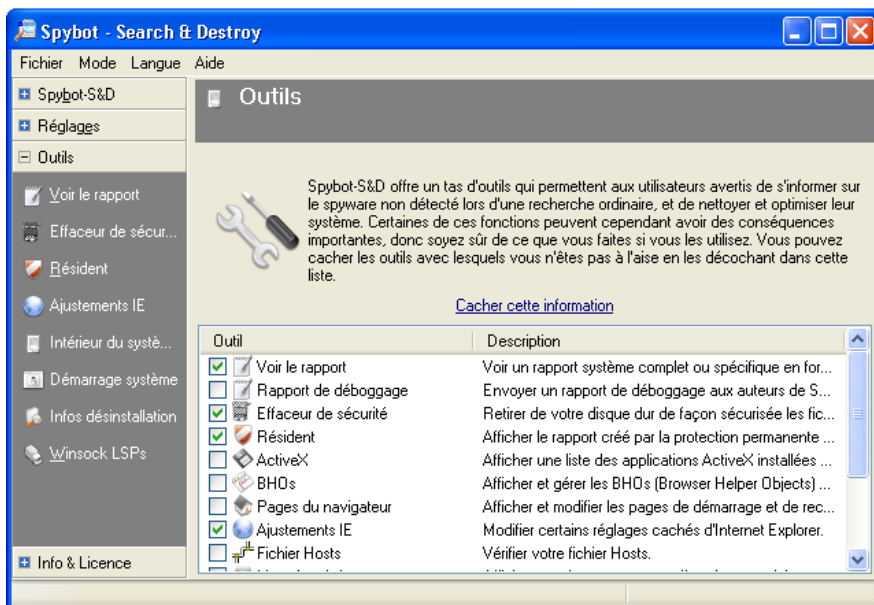 Spybot - Search & Destroy
Fichier Mode Langue Aide
Spybot-S&D
Réglages
Outils
Voir le rapport
Effaceur de sécur...
Résident
Ajustements IE
Intérieur du systè...
Démarrage système
Infos désinstallation
Winsock LSPs
Info & Licence
Outils
Spybot-S&D offre un tas d'outils qui permettent aux utilisateurs avertis de s'informer sur
le spyware non détecté lors d'une recherche ordinaire, et de nettoyer et optimiser leur
système. Certaines de ces fonctions peuvent cependant avoir des conséquences
importantes, donc soyez sûr de ce que vous faites si vous les utilisez. Vous pouvez
cacher les outils avec lesquels vous n'êtes pas à l'aise en les décochant dans cette
liste.
Cacher cette information
Outil Description
Voir le rapport Voir un rapport système complet ou spécifique en for...
Rapport de déboggage Envoyer un rapport de déboggage aux auteurs de S...
Effaceur de sécurité Retirer de votre disque dur de façon sécurisée les fic...
Résident Afficher le rapport créé par la protection permanente ...
ActiveX Afficher une liste des applications ActiveX installées ...
BHOs Afficher et gérer les BHOs (Browser Helper Objects) ...
Pages du navigateur Afficher et modifier les pages de démarrage et de rec...
Ajustements IE Modifier certains réglages cachés d'Internet Explorer.
Fichier Hosts Vérifier votre fichier Hosts.